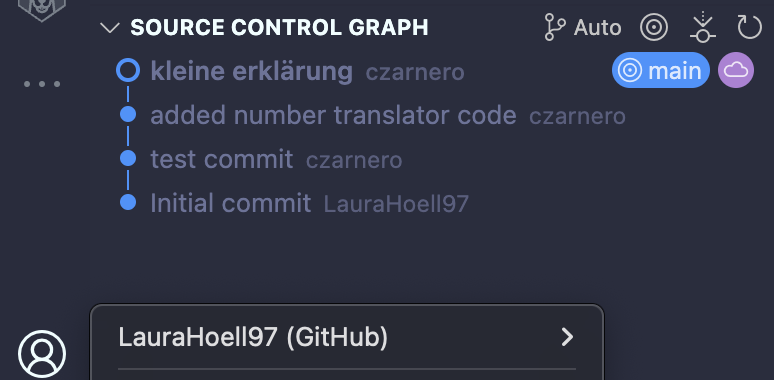 SOURCE CONTROL GRAPH Auto
kleine erklärung czarnero main
added number translator code czarnero
test commit czarnero
Initial commit LauraHoell97
LauraHoell97 (GitHub)